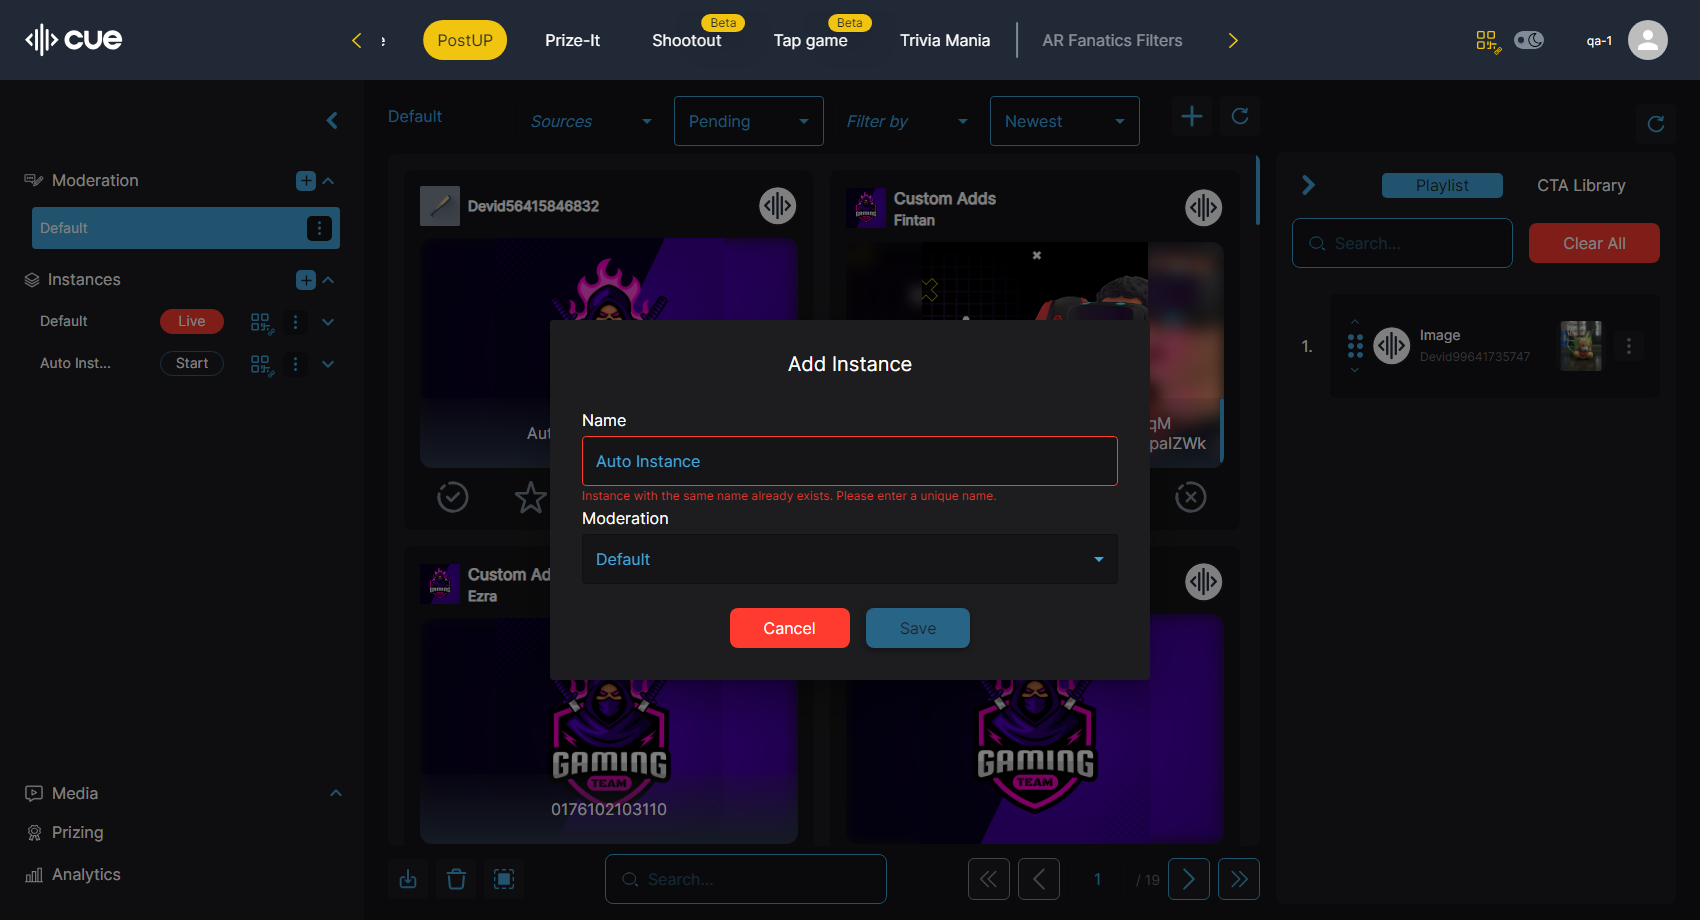 cue
PostUP
Prize-It
Shootout
Beta
Tap game
Beta
Trivia Mania
AR Fanatics Filters
qa-1
Moderation
Default
Instances
Default
Live
Auto Inst...
Start
Media
Prizing
Analytics
Default
Sources
Pending
Filter by
Newest
Devid56415846832
Custom Adds
Fintan
Aut
qM
paIZWk
Custom Ad
Ezra
GAMING
TEAM
0176102103110
GAMING
TEAM
Add Instance
Name
Auto Instance
Instance with the same name already exists. Please enter a unique name.
Moderation
Default
Cancel
Save
Search...
1
/ 19
Playlist
CTA Library
Search...
Clear All
1.
Image
Devid99641735747